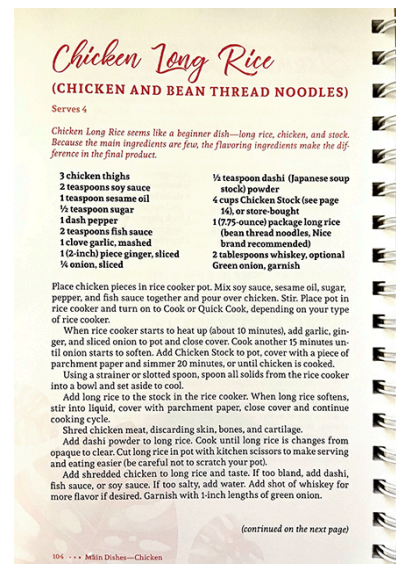 Chicken Long Rice
(CHICKEN AND BEAN THREAD NOODLES)
Serves 4
Chicken Long Rice seems like a beginner dish—long rice, chicken, and stock.
Because the main ingredients are few, the flavoring ingredients make the dif-
ference in the final product.
3 chicken thighs
2 teaspoons soy sauce
1 teaspoon sesame oil
½ teaspoon sugar
1 dash pepper
2 teaspoons fish sauce
1 clove garlic, mashed
1 (2-inch) piece ginger, sliced
¼ onion, sliced
½ teaspoon dashi (Japanese soup
stock) powder
4 cups Chicken Stock (see page
14), or store-bought
1 (7.75-ounce) package long rice
(bean thread noodles, Nice
brand recommended)
2 tablespoons whiskey, optional
Green onion, garnish
Place chicken pieces in rice cooker pot. Mix soy sauce, sesame oil, sugar,
pepper, and fish sauce together and pour over chicken. Stir. Place pot in
rice cooker and turn on to Cook or Quick Cook, depending on your type
of rice cooker.
When rice cooker starts to heat up (about 10 minutes), add garlic, gin-
ger, and sliced onion to pot and close cover. Cook another 15 minutes un-
til onion starts to soften. Add Chicken Stock to pot, cover with a piece of
parchment paper and simmer 20 minutes, or until chicken is cooked.
Using a strainer or slotted spoon, spoon all solids from the rice cooker
into a bowl and set aside to cool.
Add long rice to the stock in the rice cooker. When long rice softens,
stir into liquid, cover with parchment paper, close cover and continue
cooking cycle.
Shred chicken meat, discarding skin, bones, and cartilage.
Add dashi powder to long rice. Cook until long rice is changes from
opaque to clear. Cut long rice in pot with kitchen scissors to make serving
and eating easier (be careful not to scratch your pot).
Add shredded chicken to long rice and taste. If too bland, add dashi,
fish sauce, or soy sauce. If too salty, add water. Add shot of whiskey for
more flavor if desired. Garnish with 1-inch lengths of green onion.
(continued on the next page)
104 ••• Main Dishes—Chicken